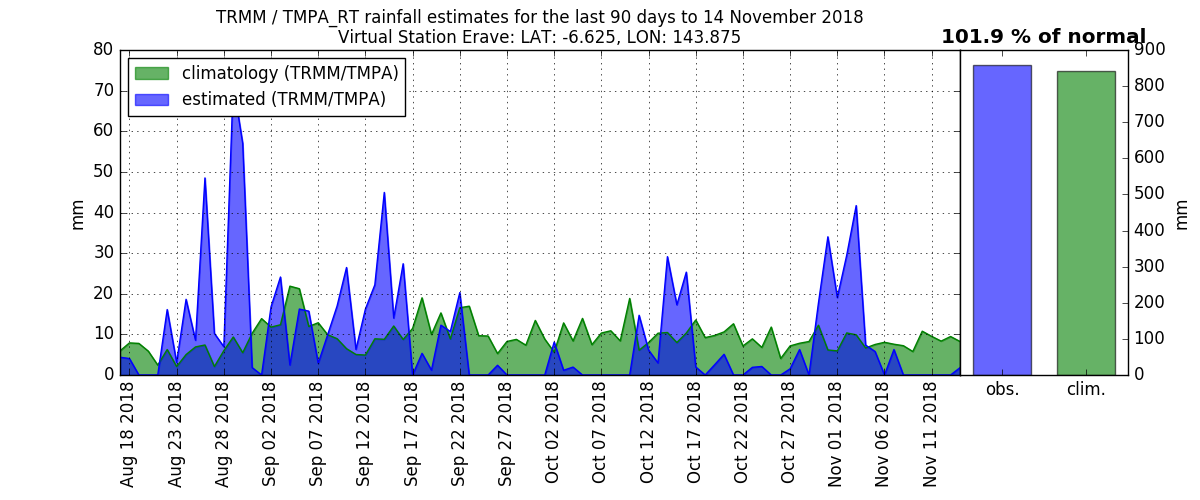 TRMM / TMPA_RT rainfall estimates for the last 90 days to 14 November 2018
Virtual Station Erave: LAT: -6.625, LON: 143.875
101.9 % of normal
climatology (TRMM/TMPA)
estimated (TRMM/TMPA)
80
70
60
50
40
30
20
10
0
mm
Aug 18 2018
Aug 23 2018
Aug 28 2018
Sep 02 2018
Sep 07 2018
Sep 12 2018
Sep 17 2018
Sep 22 2018
Sep 27 2018
Oct 02 2018
Oct 07 2018
Oct 12 2018
Oct 17 2018
Oct 22 2018
Oct 27 2018
Nov 01 2018
Nov 06 2018
Nov 11 2018
900
800
700
600
500
400
300
200
100
0
mm
obs.
clim.